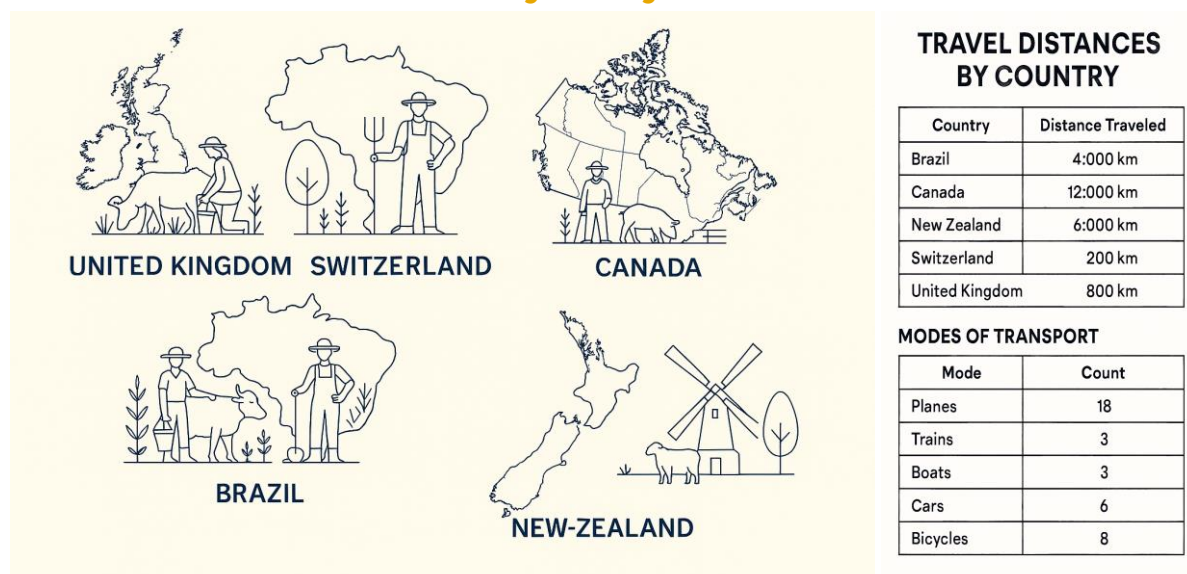 UNITED KINGDOM SWITZERLAND CANADA
BRAZIL
NEW-ZEALAND
TRAVEL DISTANCES
BY COUNTRY
Country Distance Traveled
Brazil 4:000 km
Canada 12:000 km
New Zealand 6:000 km
Switzerland 200 km
United Kingdom 800 km
MODES OF TRANSPORT
Mode Count
Planes 18
Trains 3
Boats 3
Cars 6
Bicycles 8